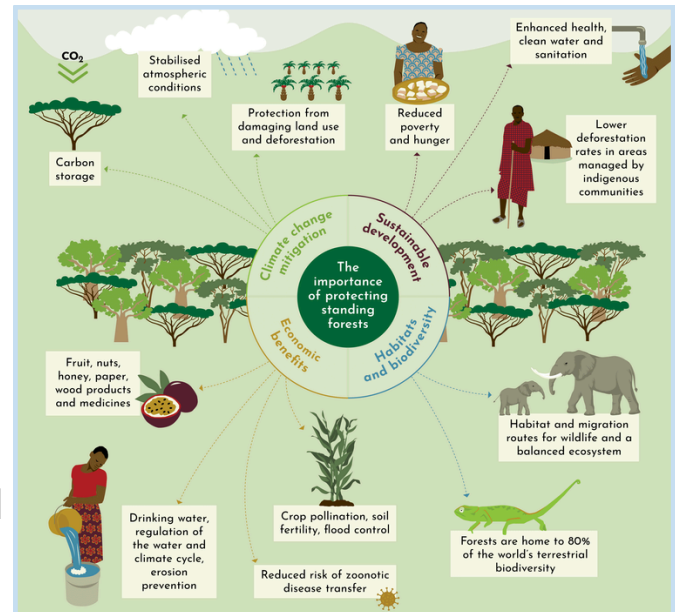 CO₂
Stabilised
atmospheric
conditions
Carbon
storage
Protection from
damaging land use
and deforestation
Reduced
poverty
and hunger
Enhanced health,
clean water and
sanitation
Lower
deforestation
rates in areas
managed by
indigenous
communities
Climate change
mitigation
Sustainable
development
The
importance
of protecting
standing
forests
Economic
benefits
Habitats
and biodiversity
Fruit, nuts,
honey, paper,
wood products
and medicines
Habitat and migration
routes for wildlife and a
balanced ecosystem
Drinking water,
regulation of
the water and
climate cycle,
erosion
prevention
Crop pollination, soil
fertility, flood control
Reduced risk of zoonotic
disease transfer
Forests are home to 80%
of the world's terrestrial
biodiversity